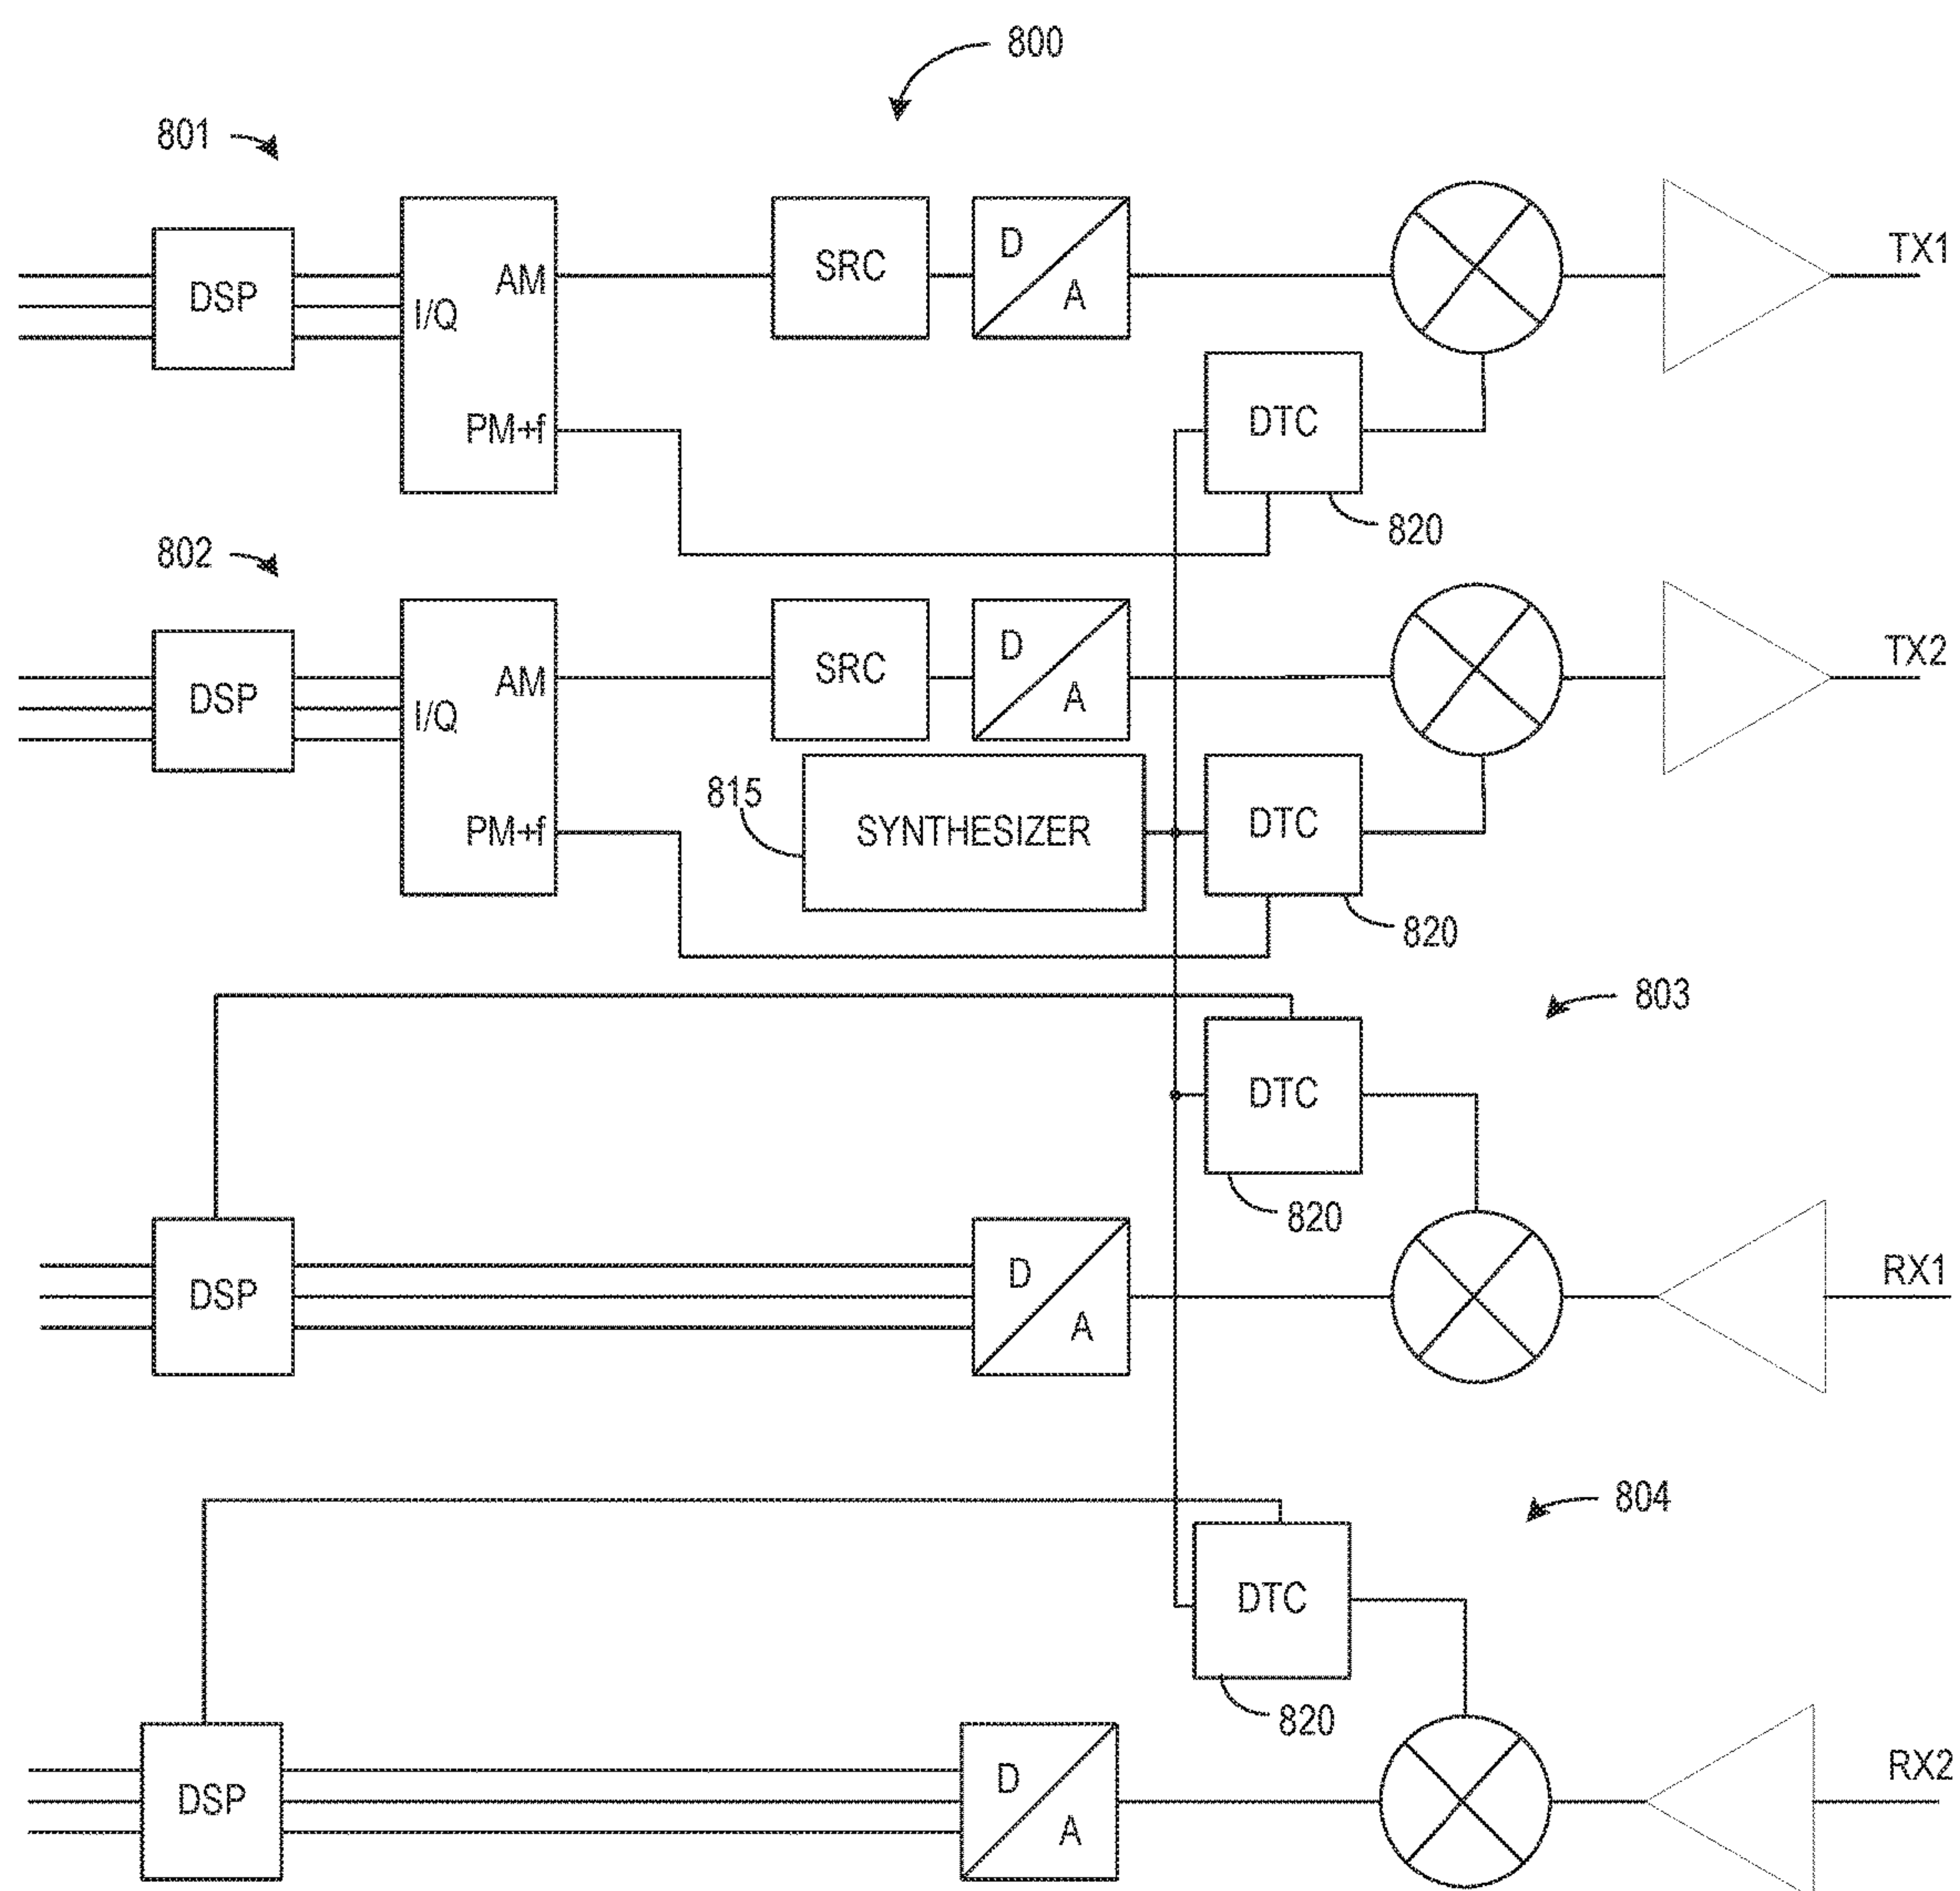 800
801
DSP
I/Q
AM
PM+f
SRC
D
A
DTC
820
TX1
802
DSP
I/Q
AM
PM+f
SRC
D
A
815
SYNTHESIZER
DTC
820
TX2
803
DTC
820
DSP
D
A
RX1
804
DTC
820
DSP
D
A
RX2